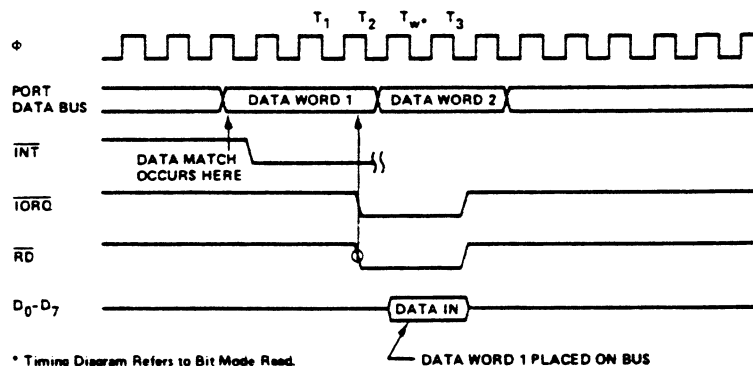 T1 T2 Tw* T3
Φ
PORT
DATA BUS
DATA WORD 1 DATA WORD 2
INT
DATA MATCH
OCCURS HERE
IORQ
RD
D0-D7
DATA IN
* Timing Diagram Refers to Bit Mode Read.
DATA WORD 1 PLACED ON BUS